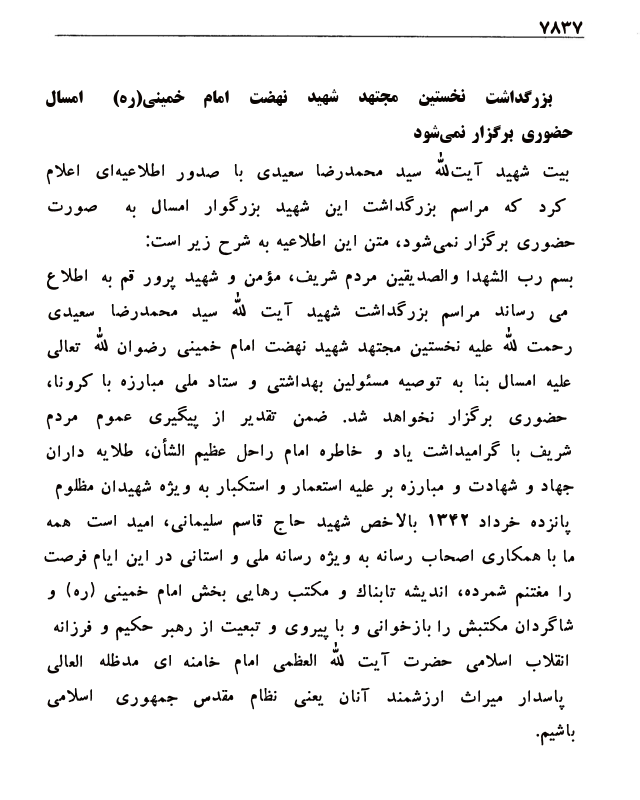 ۷۸۳۷
بزرگداشت نخستین مجتهد شهید نهضت امام خمینی(ره) امسال
حضوری برگزار نمی‌شود
بیت شهید آیت‌الله سید محمدرضا سعیدی با صدور اطلاعیه‌ای اعلام
کرد که مراسم بزرگداشت این شهید بزرگوار امسال به صورت
حضوری برگزار نمی‌شود، متن این اطلاعیه به شرح زیر است:
بسم رب الشهدا والصدیقین مردم شریف، مؤمن و شهید پرور قم به اطلاع
می رساند مراسم بزرگداشت شهید آیت الله سید محمدرضا سعیدی
رحمت الله علیه نخستین مجتهد شهید نهضت امام خمینی رضوان الله تعالی
علیه امسال بنا به توصیه مسئولین بهداشتی و ستاد ملی مبارزه با کرونا،
حضوری برگزار نخواهد شد. ضمن تقدیر از پیگیری عموم مردم
شریف با گرامیداشت یاد و خاطره امام راحل عظیم الشأن، طلایه داران
جهاد و شهادت و مبارزه بر علیه استعمار و استکبار به ویژه شهیدان مظلوم
پانزده خرداد ۱۳۴۲ بالاخص شهید حاج قاسم سلیمانی، امید است همه
ما با همکاری اصحاب رسانه به ویژه رسانه ملی و استانی در این ایام فرصت
را مغتنم شمرده، اندیشه تابناك و مکتب رهایی بخش امام خمینی (ره) و
شاگردان مکتبش را بازخوانی و با پیروی و تبعیت از رهبر حکیم و فرزانه
انقلاب اسلامی حضرت آیت الله العظمی امام خامنه ای مدظله العالی
پاسدار میراث ارزشمند آنان یعنی نظام مقدس جمهوری اسلامی
باشیم.